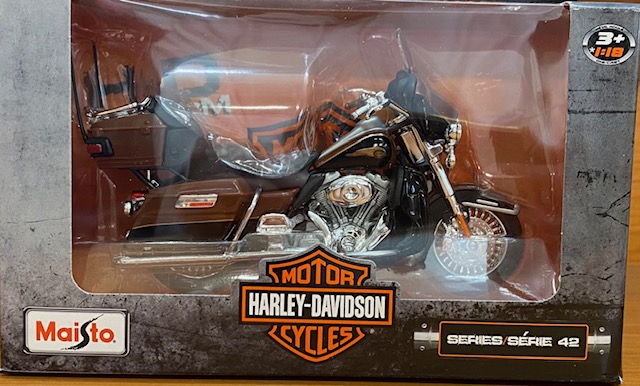 3+
1:18
MOTOR
HARLEY-DAVIDSON
CYCLES
Maisto
SERIES/SÉRIE 42